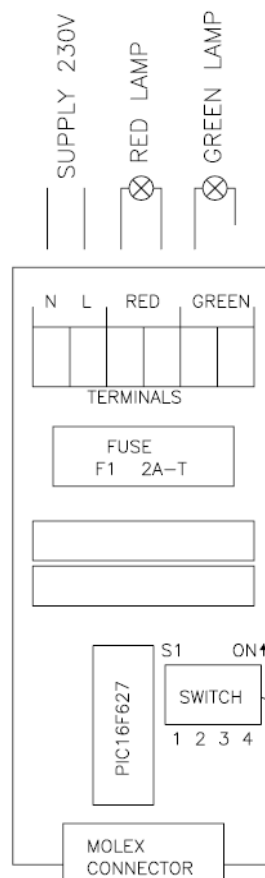 SUPPLY 230V
RED LAMP
GREEN LAMP
N L RED GREEN
TERMINALS
FUSE
F1 2A-T
S1 ON
PIC16F627
SWITCH
1 2 3 4
MOLEX
CONNECTOR